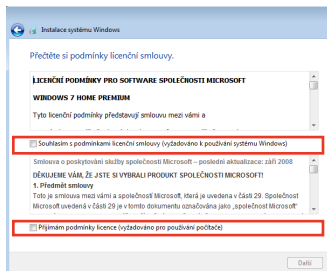 Instalace systému Windows
Přečtěte si podmínky licenční smlouvy.
LICENČNÍ PODMÍNKY PRO SOFTWARE SPOLEČNOSTI MICROSOFT
WINDOWS 7 HOME PREMIUM
Tyto licenční podmínky představují smlouvu mezi vámi a
Souhlasím s podmínkami licenční smlouvy (vyžadováno k používání systému Windows)
Smlouva o poskytování služby společnosti Microsoft – poslední aktualizace: září 2008
DĚKUJEME VÁM, ŽE JSTE SI VYBRALI PRODUKT SPOLEČNOSTI MICROSOFT!
1. Předmět smlouvy
Toto je smlouva mezi vámi a společností Microsoft, která je uvedena v části 29. Společnost
Microsoft uvedená v části 29 je v tomto dokumentu označována jako „společnost Microsoft"
Přijímám podmínky licence (vyžadováno pro používání počítače)
Další